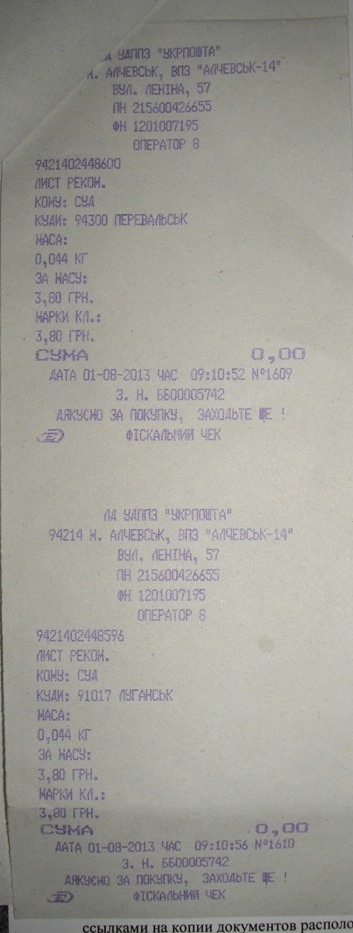 ЛА УДППЗ "УКРПОШТА"
М. АЛЧЕВСЬК, ВПЗ "АЛЧЕВСЬК-14"
ВУЛ. ЛЕНІНА, 57
ПН 215600426655
ФН 1201007195
ОПЕРАТОР 8
9421402448600
ЛИСТ РЕКОМ.
КОМУ: СУД
КУДИ: 94300 ПЕРЕВАЛЬСЬК
МАСА:
0,044 КГ
ЗА МАСУ:
3,80 ГРН.
МАРКИ КЛ.:
3,80 ГРН.
СУМА 0,00
ДАТА 01-08-2013 ЧАС 09:10:52 №1609
З. Н. ББ00005742
ДЯКУЄМО ЗА ПОКУПКУ, ЗАХОДЬТЕ ЩЕ !
ФІСКАЛЬНИЙ ЧЕК
ЛД УДППЗ "УКРПОШТА"
94214 М. АЛЧЕВСЬК, ВПЗ "АЛЧЕВСЬК-14"
ВУЛ. ЛЕНІНА, 57
ПН 215600426655
ФН 1201007195
ОПЕРАТОР 8
9421402448596
ЛИСТ РЕКОМ.
КОМУ: СУД
КУДИ: 91017 ЛУГАНСЬК
МАСА:
0,044 КГ
ЗА МАСУ:
3,80 ГРН.
МАРКИ КЛ.:
3,80 ГРН.
СУМА 0,00
ДАТА 01-08-2013 ЧАС 09:10:56 №1610
З. Н. ББ00005742
ДЯКУЄМО ЗА ПОКУПКУ, ЗАХОДЬТЕ ЩЕ !
ФІСКАЛЬНИЙ ЧЕК
ссылками на копии документов располо